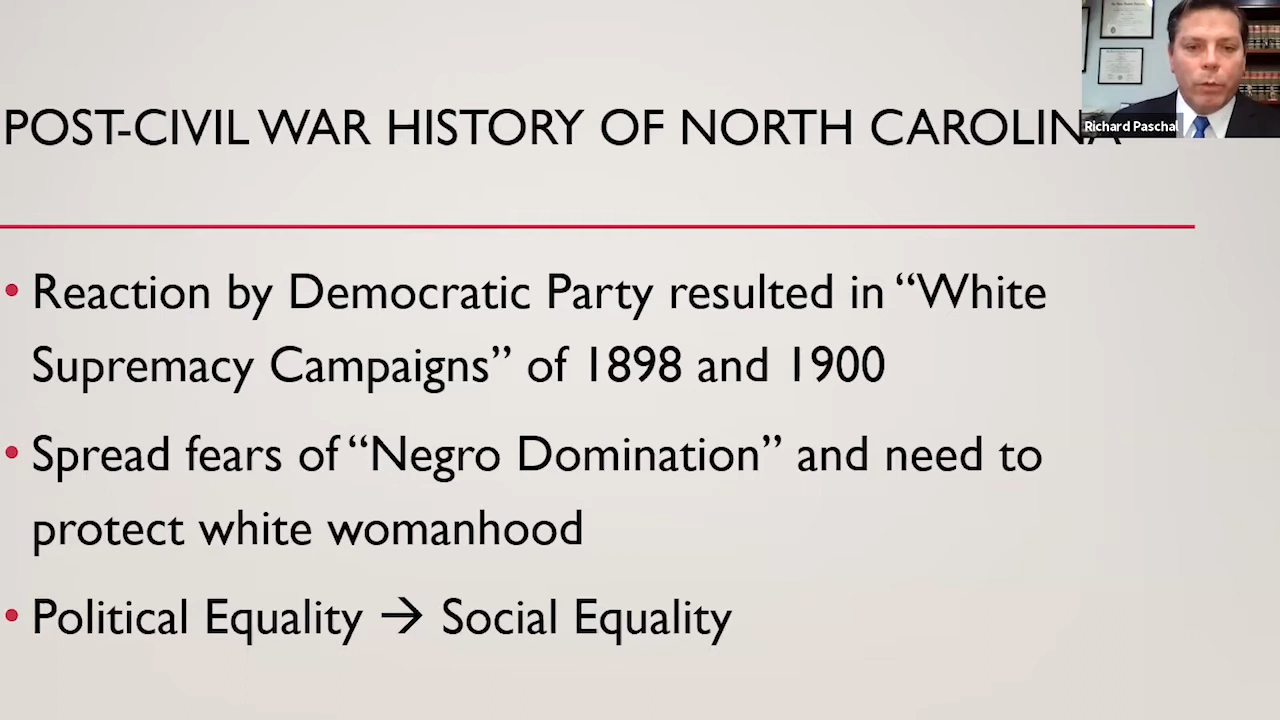 POST-CIVIL WAR HISTORY OF NORTH CAROLINA
Richard Paschal
• Reaction by Democratic Party resulted in “White
Supremacy Campaigns” of 1898 and 1900
• Spread fears of “Negro Domination” and need to
protect white womanhood
• Political Equality → Social Equality